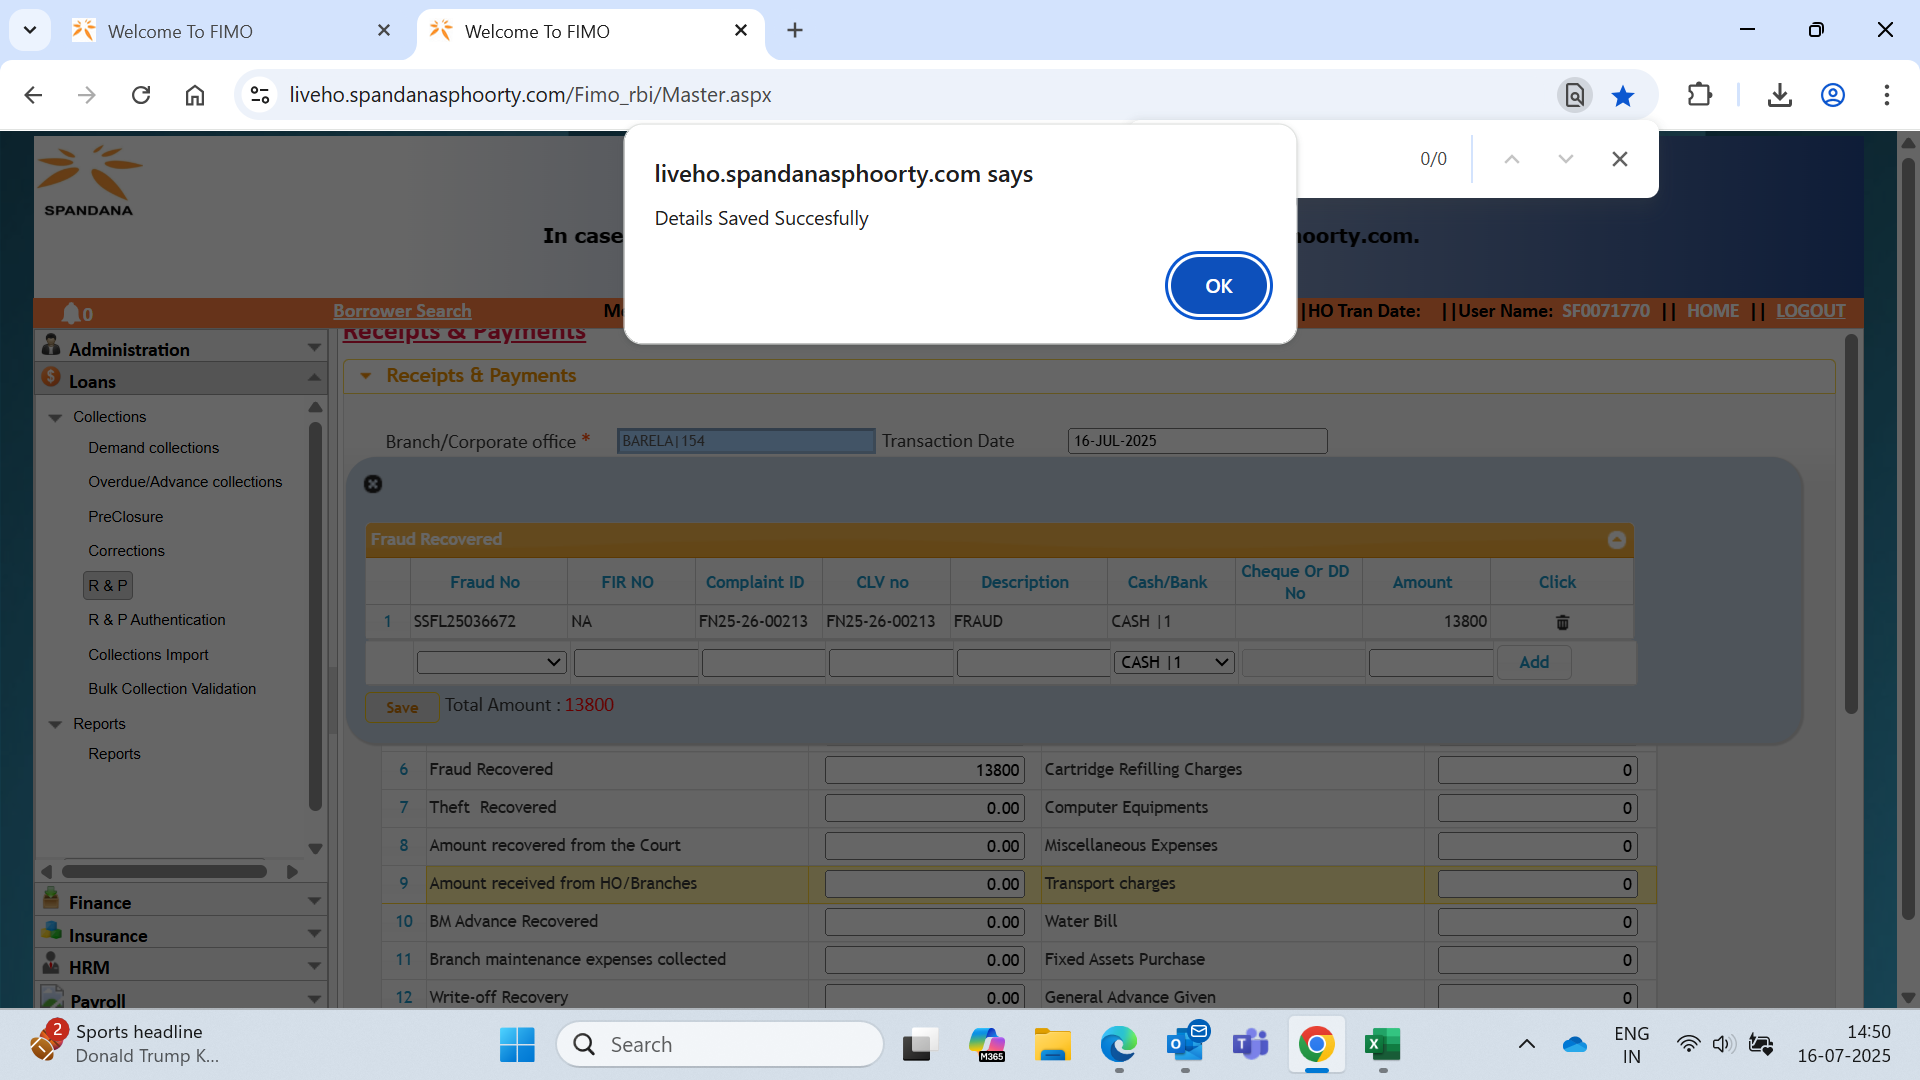 Welcome To FIMO
Welcome To FIMO
liveho.spandanasphoorty.com/Fimo_rbi/Master.aspx
0/0
liveho.spandanasphoorty.com says
Details Saved Succesfully
OK
SPANDANA
In case
hoorty.com.
0
Borrower Search
||HO Tran Date: ||User Name: SF0071770 || HOME || LOGOUT
Receipts & Payments
Administration
Loans
Collections
Demand collections
Overdue/Advance collections
PreClosure
Corrections
R & P
R & P Authentication
Collections Import
Bulk Collection Validation
Reports
Reports
Finance
Insurance
HRM
Payroll
Receipts & Payments
Branch/Corporate office * BARELA|154 Transaction Date 16-JUL-2025
Fraud Recovered
Fraud No FIR NO Complaint ID CLV no Description Cash/Bank Cheque Or DD No Amount Click
1 SSFL25036672 NA FN25-26-00213 FN25-26-00213 FRAUD CASH |1 13800
CASH |1 Add
Save Total Amount : 13800
6 Fraud Recovered 13800 Cartridge Refilling Charges 0
7 Theft Recovered 0.00 Computer Equipments 0
8 Amount recovered from the Court 0.00 Miscellaneous Expenses 0
9 Amount received from HO/Branches 0.00 Transport charges 0
10 BM Advance Recovered 0.00 Water Bill 0
11 Branch maintenance expenses collected 0.00 Fixed Assets Purchase 0
12 Write-off Recovery 0.00 General Advance Given 0
2
Sports headline
Donald Trump K...
Search
M365
ENG
IN
14:50
16-07-2025